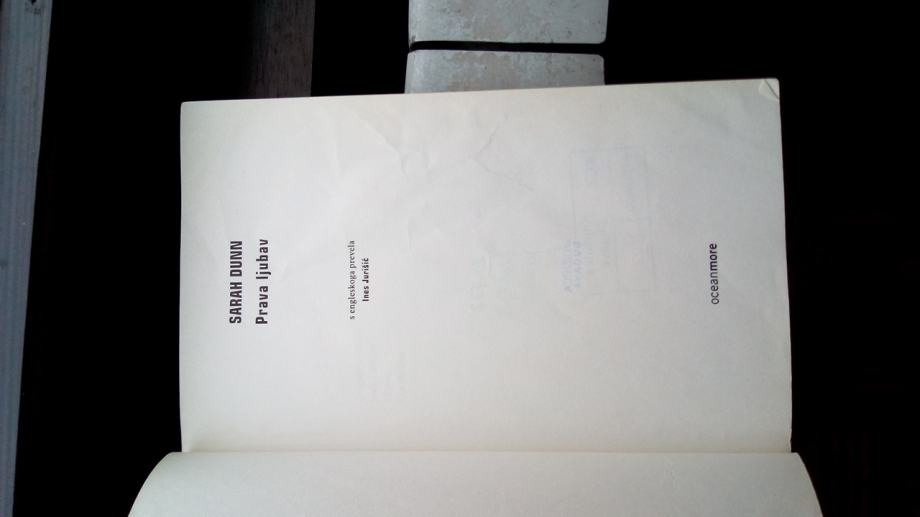 SARAH DUNN
Prava ljubav
s engleskoga prevela
Ines Jurišić
oceanmore